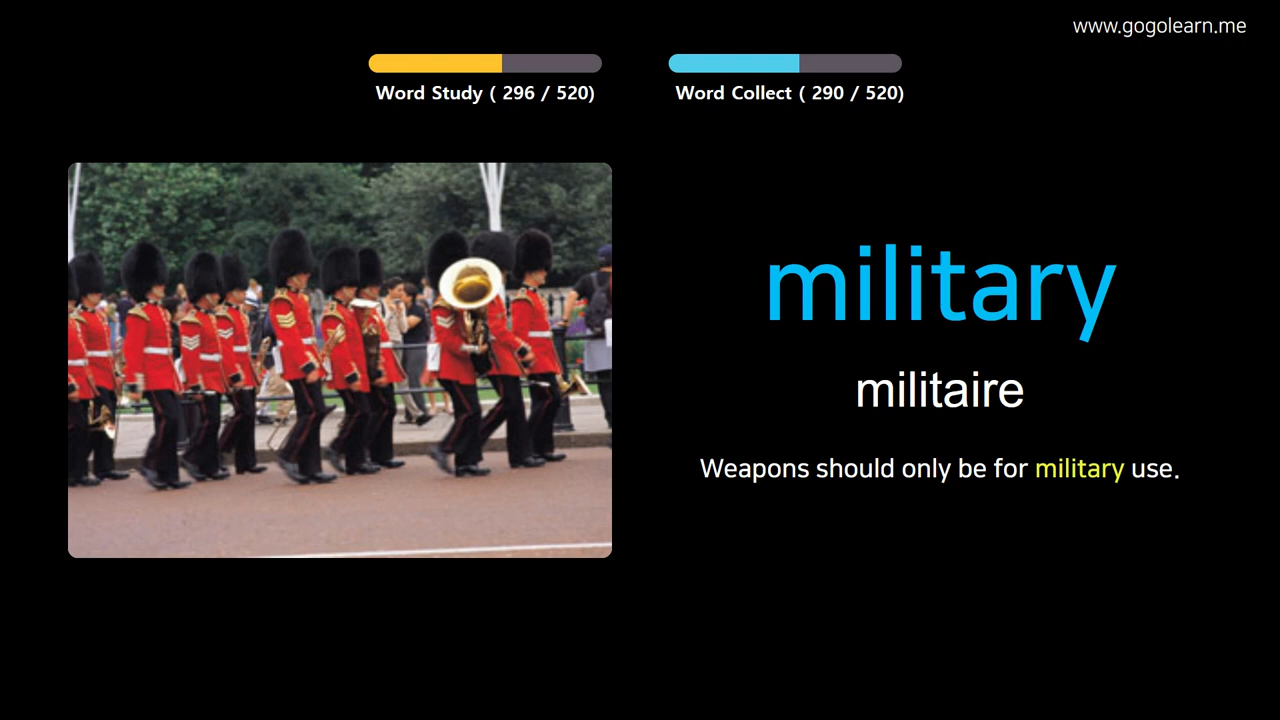 www.gogolearn.me
Word Study ( 296 / 520)
Word Collect ( 290 / 520)
military
militaire
Weapons should only be for military use.